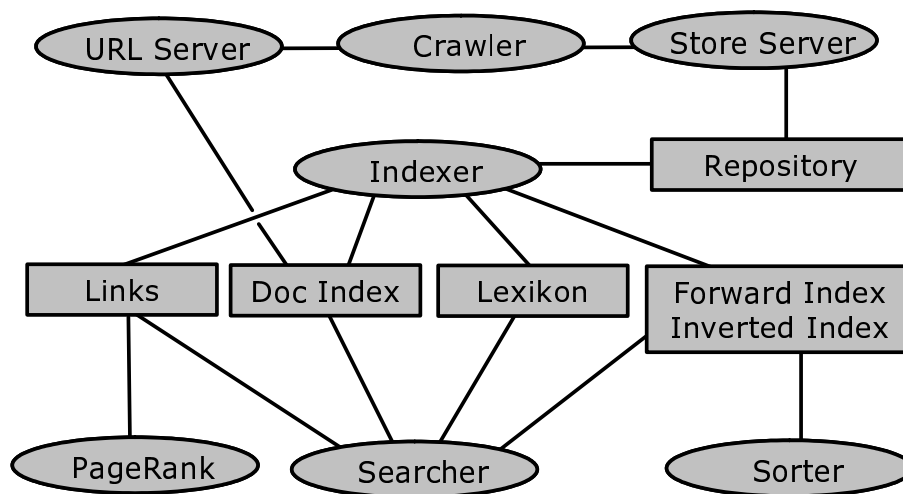 URL Server
Crawler
Store Server
Indexer
Repository
Links
Doc Index
Lexikon
Forward Index
Inverted Index
PageRank
Searcher
Sorter